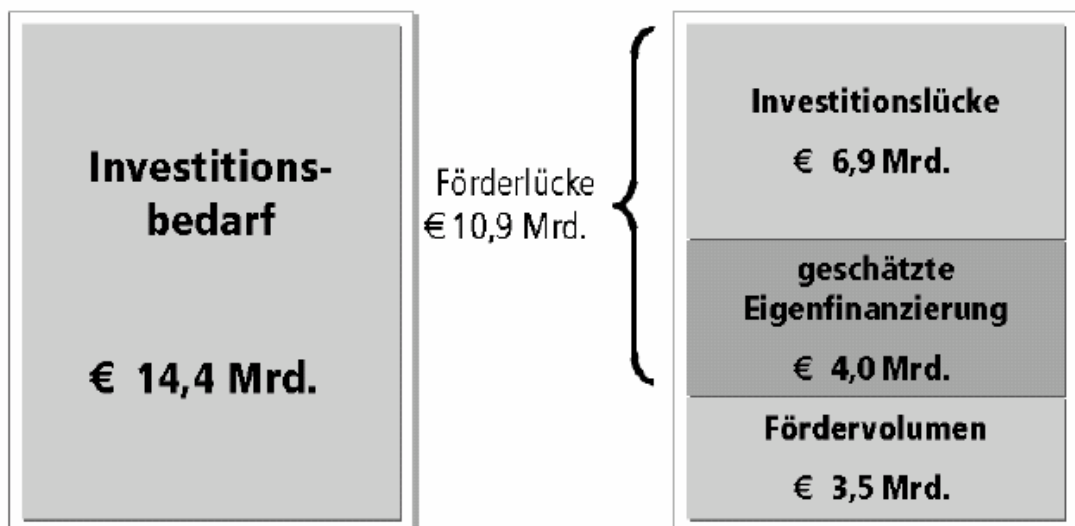 Investitions-
bedarf
€ 14,4 Mrd.
Förderlücke
€ 10,9 Mrd.
Investitionslücke
€ 6,9 Mrd.
geschätzte
Eigenfinanzierung
€ 4,0 Mrd.
Fördervolumen
€ 3,5 Mrd.